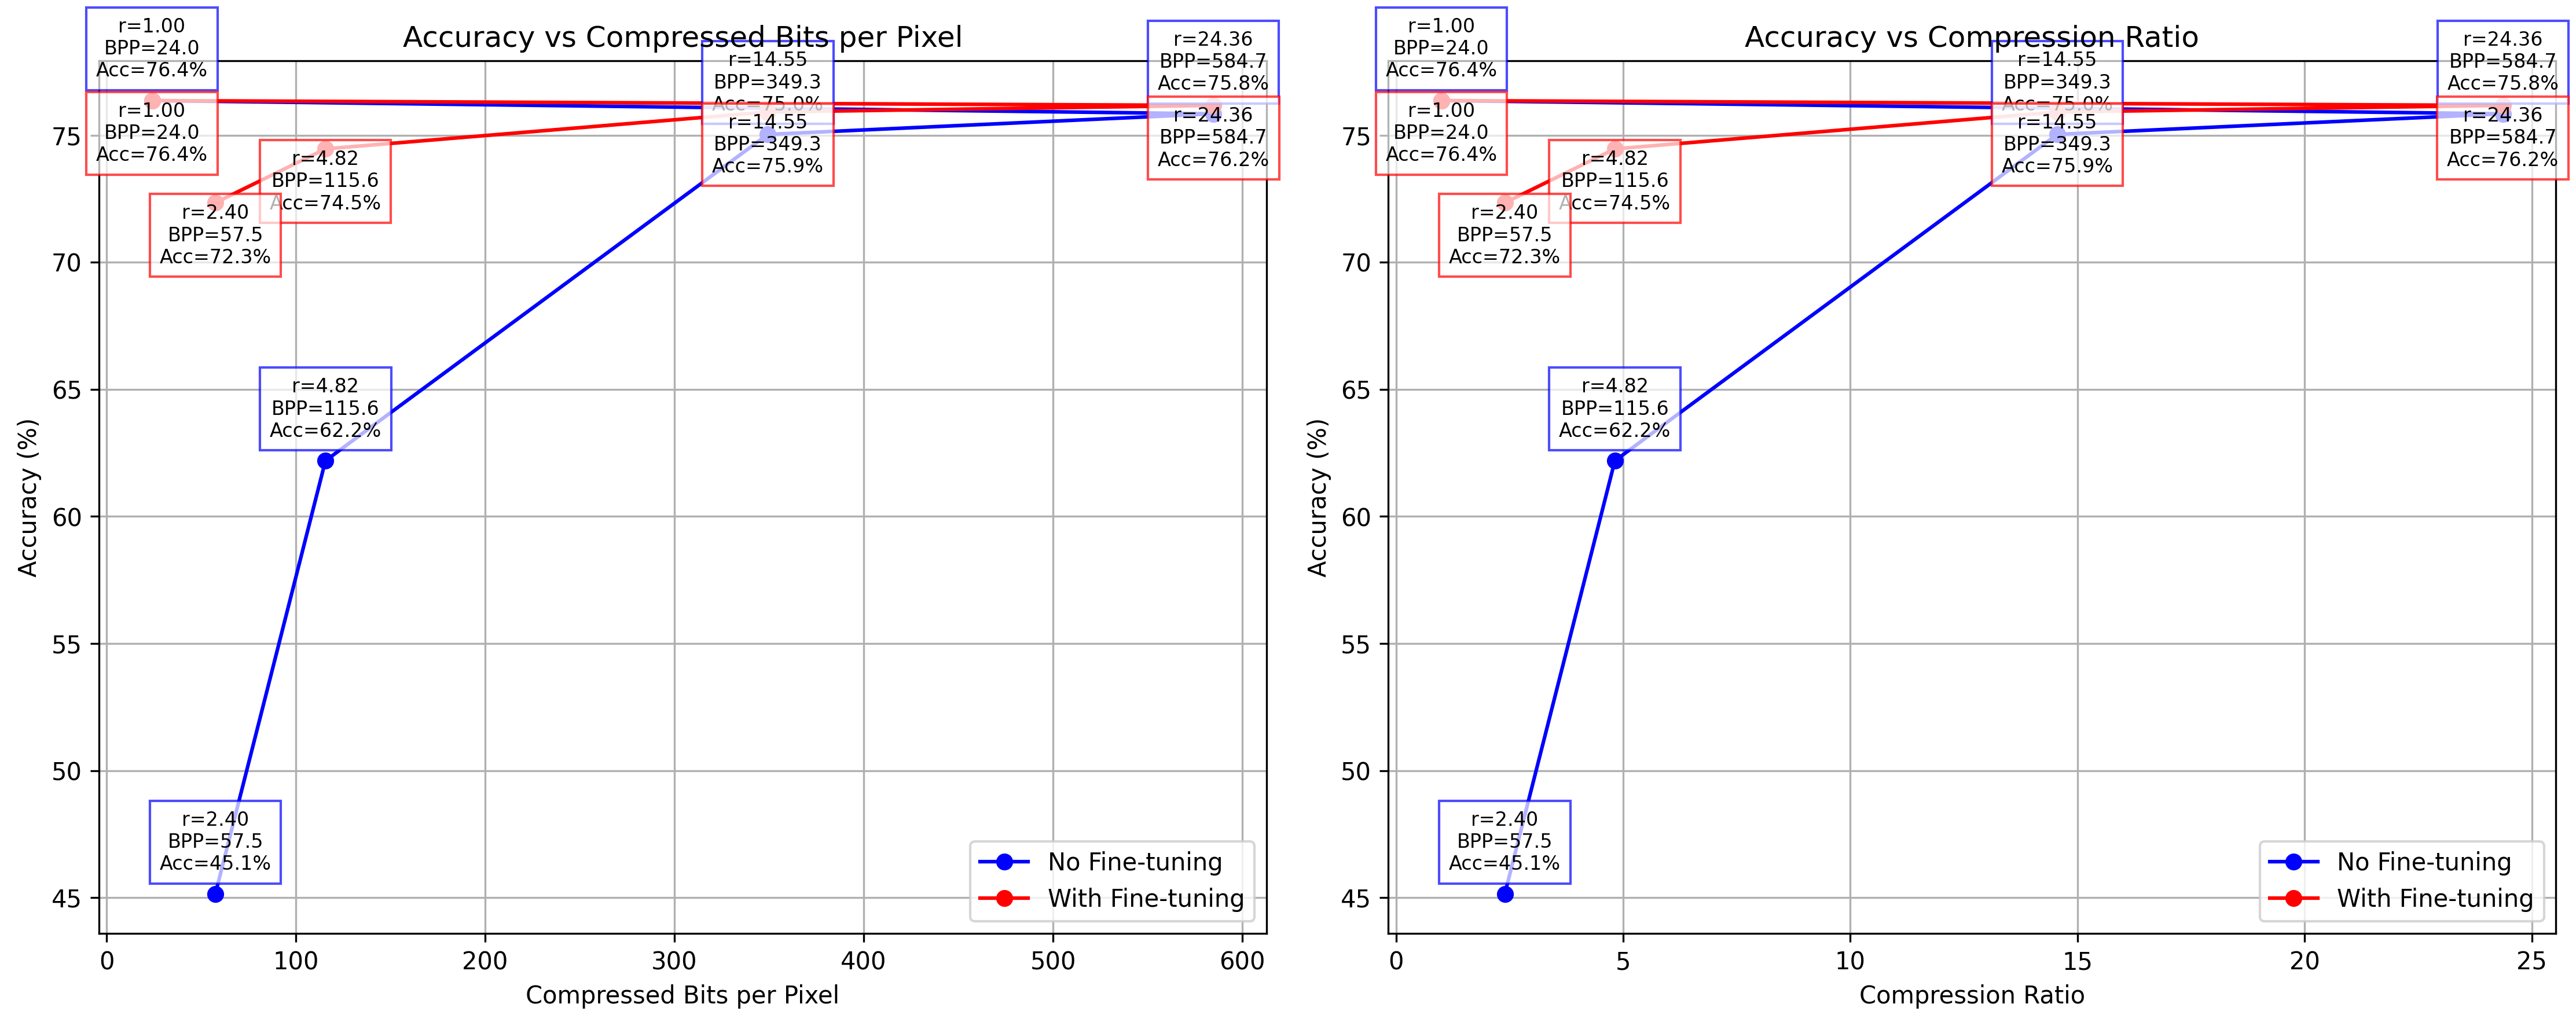 Accuracy vs Compressed Bits per Pixel
r=1.00
BPP=24.0
Acc=76.4%
r=14.55
BPP=349.3
Acc=75.0%
r=24.36
BPP=584.7
Acc=75.8%
r=1.00
BPP=24.0
Acc=76.4%
r=14.55
BPP=349.3
Acc=75.9%
r=24.36
BPP=584.7
Acc=76.2%
r=4.82
BPP=115.6
Acc=74.5%
r=2.40
BPP=57.5
Acc=72.3%
r=4.82
BPP=115.6
Acc=62.2%
r=2.40
BPP=57.5
Acc=45.1%
75
70
65
60
55
50
45
Accuracy (%)
No Fine-tuning
With Fine-tuning
0 100 200 300 400 500 600
Compressed Bits per Pixel
Accuracy vs Compression Ratio
r=1.00
BPP=24.0
Acc=76.4%
r=14.55
BPP=349.3
Acc=75.0%
r=24.36
BPP=584.7
Acc=75.8%
r=1.00
BPP=24.0
Acc=76.4%
r=14.55
BPP=349.3
Acc=75.9%
r=24.36
BPP=584.7
Acc=76.2%
r=4.82
BPP=115.6
Acc=74.5%
r=2.40
BPP=57.5
Acc=72.3%
r=4.82
BPP=115.6
Acc=62.2%
r=2.40
BPP=57.5
Acc=45.1%
75
70
65
60
55
50
45
Accuracy (%)
No Fine-tuning
With Fine-tuning
0 5 10 15 20 25
Compression Ratio